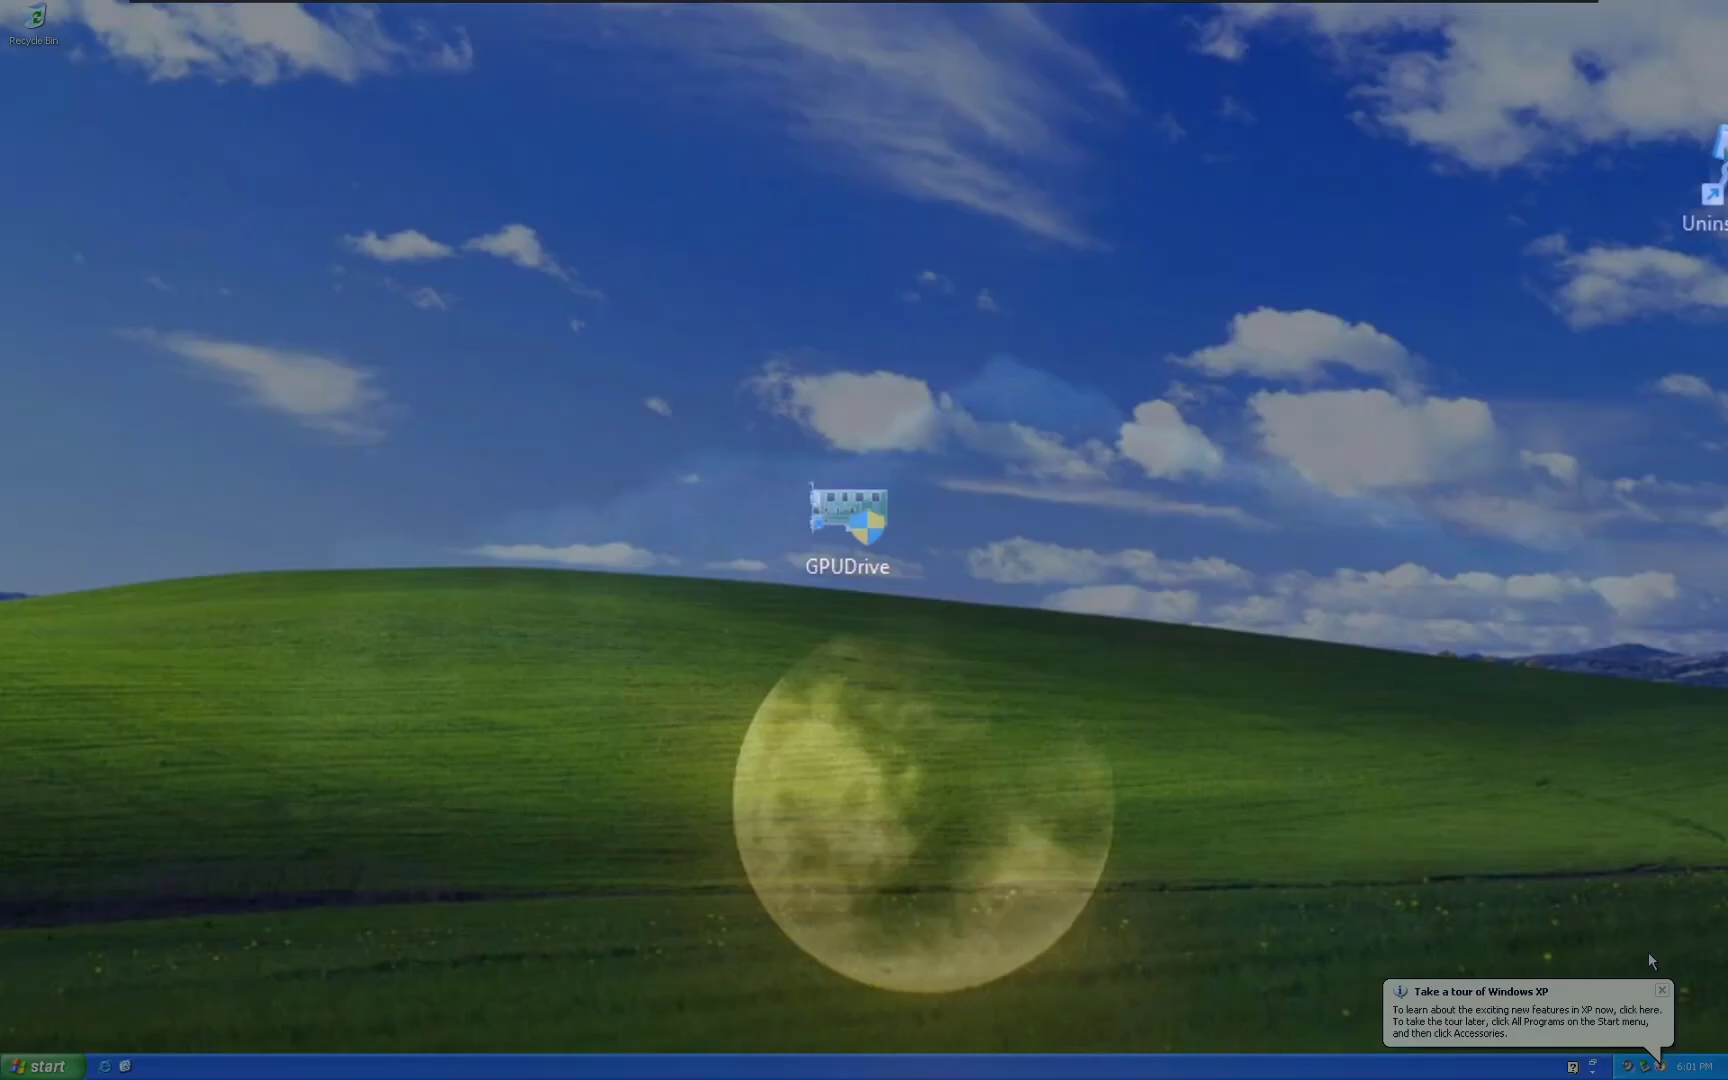 Recycle Bin
Unins
GPUDrive
Take a tour of Windows XP
To learn about the exciting new features in XP now, click here.
To take the tour later, click All Programs on the Start menu,
and then click Accessories.
start
6:01 PM